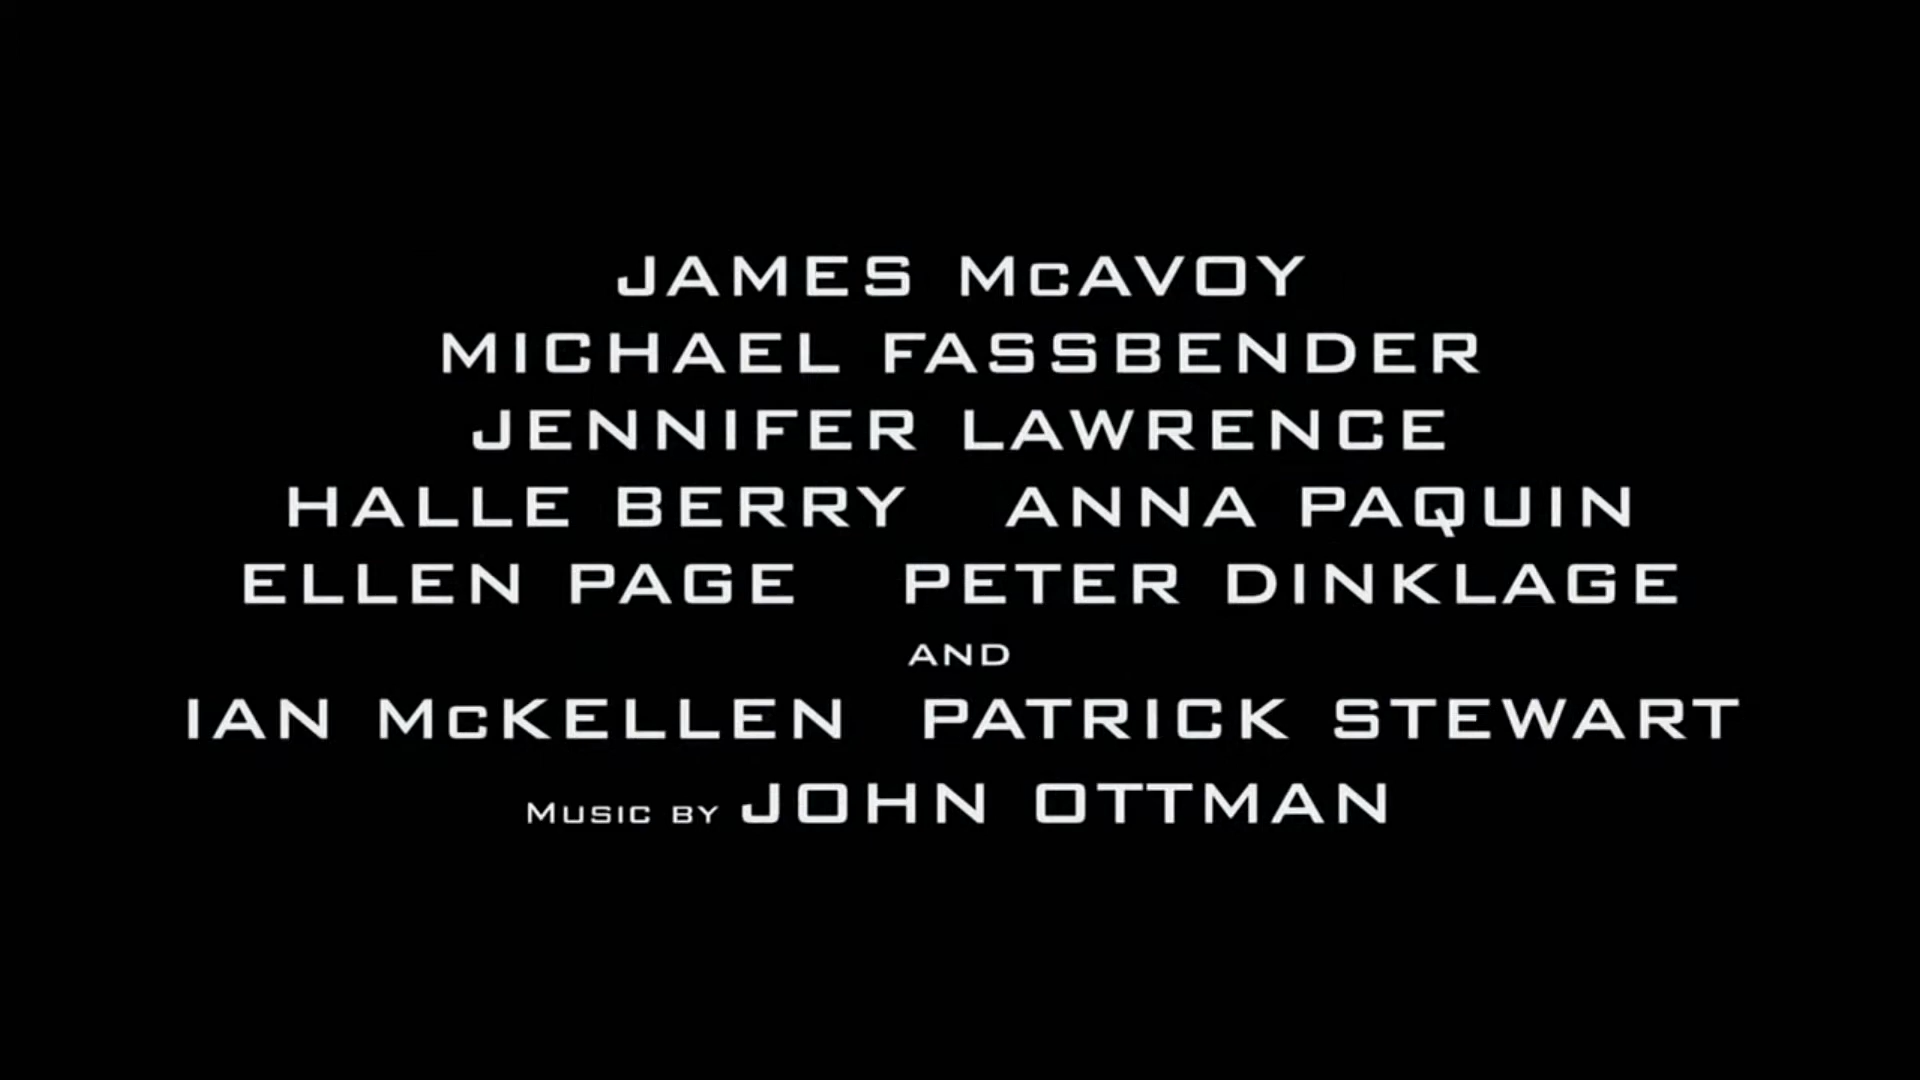 JAMES McAVOY
MICHAEL FASSBENDER
JENNIFER LAWRENCE
HALLE BERRY ANNA PAQUIN
ELLEN PAGE PETER DINKLAGE
AND
IAN McKELLEN PATRICK STEWART
MUSIC BY JOHN OTTMAN